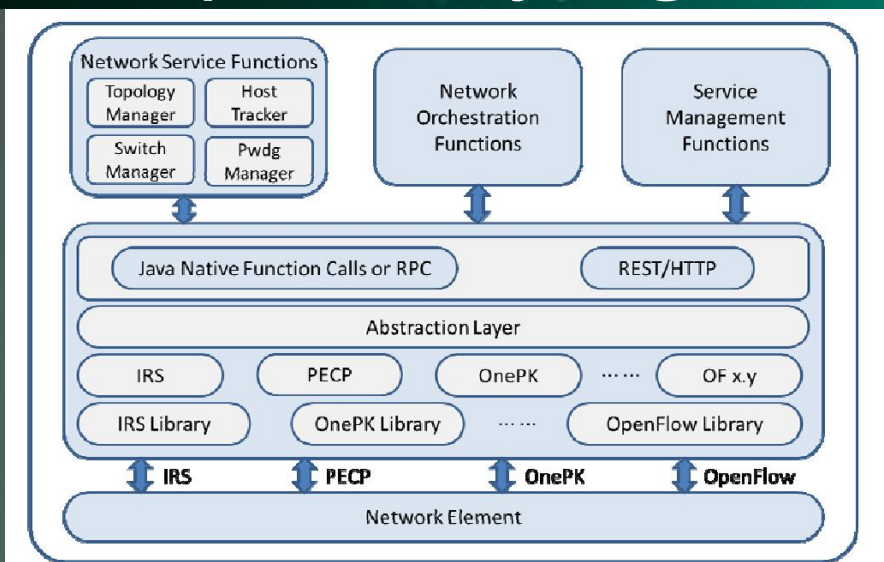 Network Service Functions
Topology
Manager
Host
Tracker
Switch
Manager
Pwdg
Manager
Network
Orchestration
Functions
Service
Management
Functions
Java Native Function Calls or RPC
REST/HTTP
Abstraction Layer
IRS
PECP
OnePK
⋯ ⋯
OF x.y
IRS Library
OnePK Library
⋯ ⋯
OpenFlow Library
IRS
PECP
OnePK
OpenFlow
Network Element